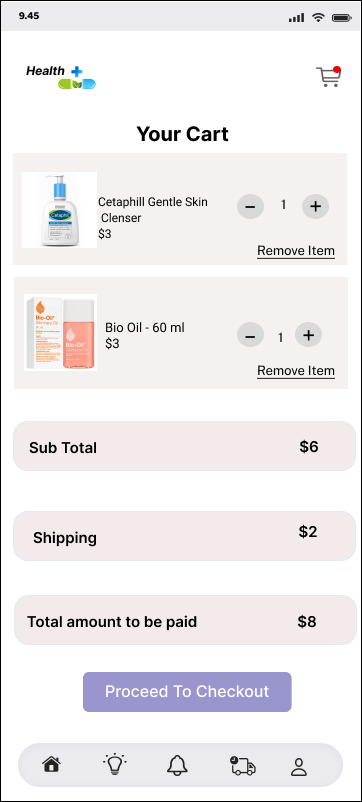 9.45
Health
Your Cart
Cetaphill Gentle Skin
Clenser
$3
1
Remove Item
Cetaphil
Bio-Oil
Bio-Oil
Bio Oil - 60 ml
$3
1
Remove Item
Sub Total $6
Shipping $2
Total amount to be paid $8
Proceed To Checkout